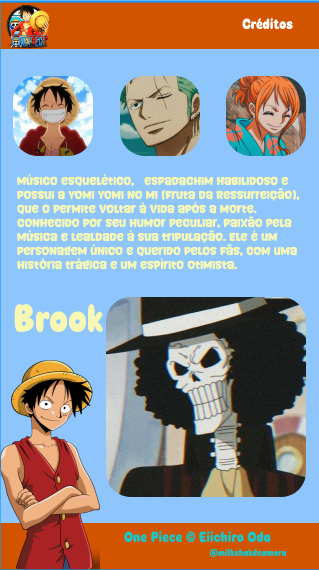 Créditos
Músico esquelético, espadachim habilidoso e
possui a Yomi Yomi no Mi (Fruta da Ressurreição),
que o permite voltar à vida após a morte.
Conhecido por seu humor peculiar, paixão pela
música e lealdade à sua tripulação. Ele é um
personagem único e querido pelos fãs, com uma
história trágica e um espírito otimista.
Brook
One Piece © Eiichiro Oda